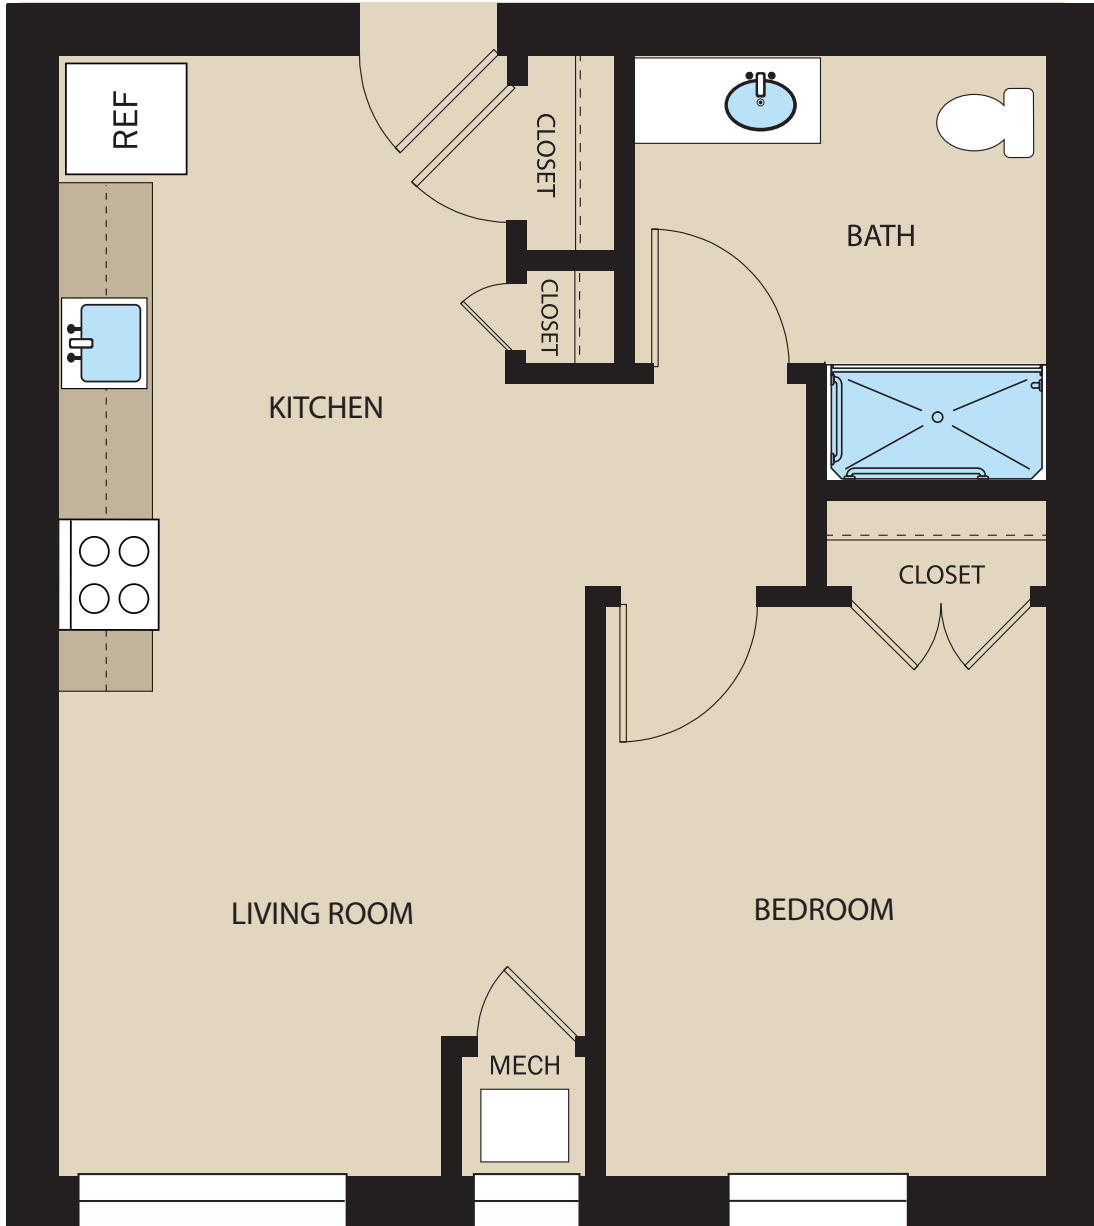 REF
CLOSET
BATH
CLOSET
KITCHEN
CLOSET
LIVING ROOM
BEDROOM
MECH